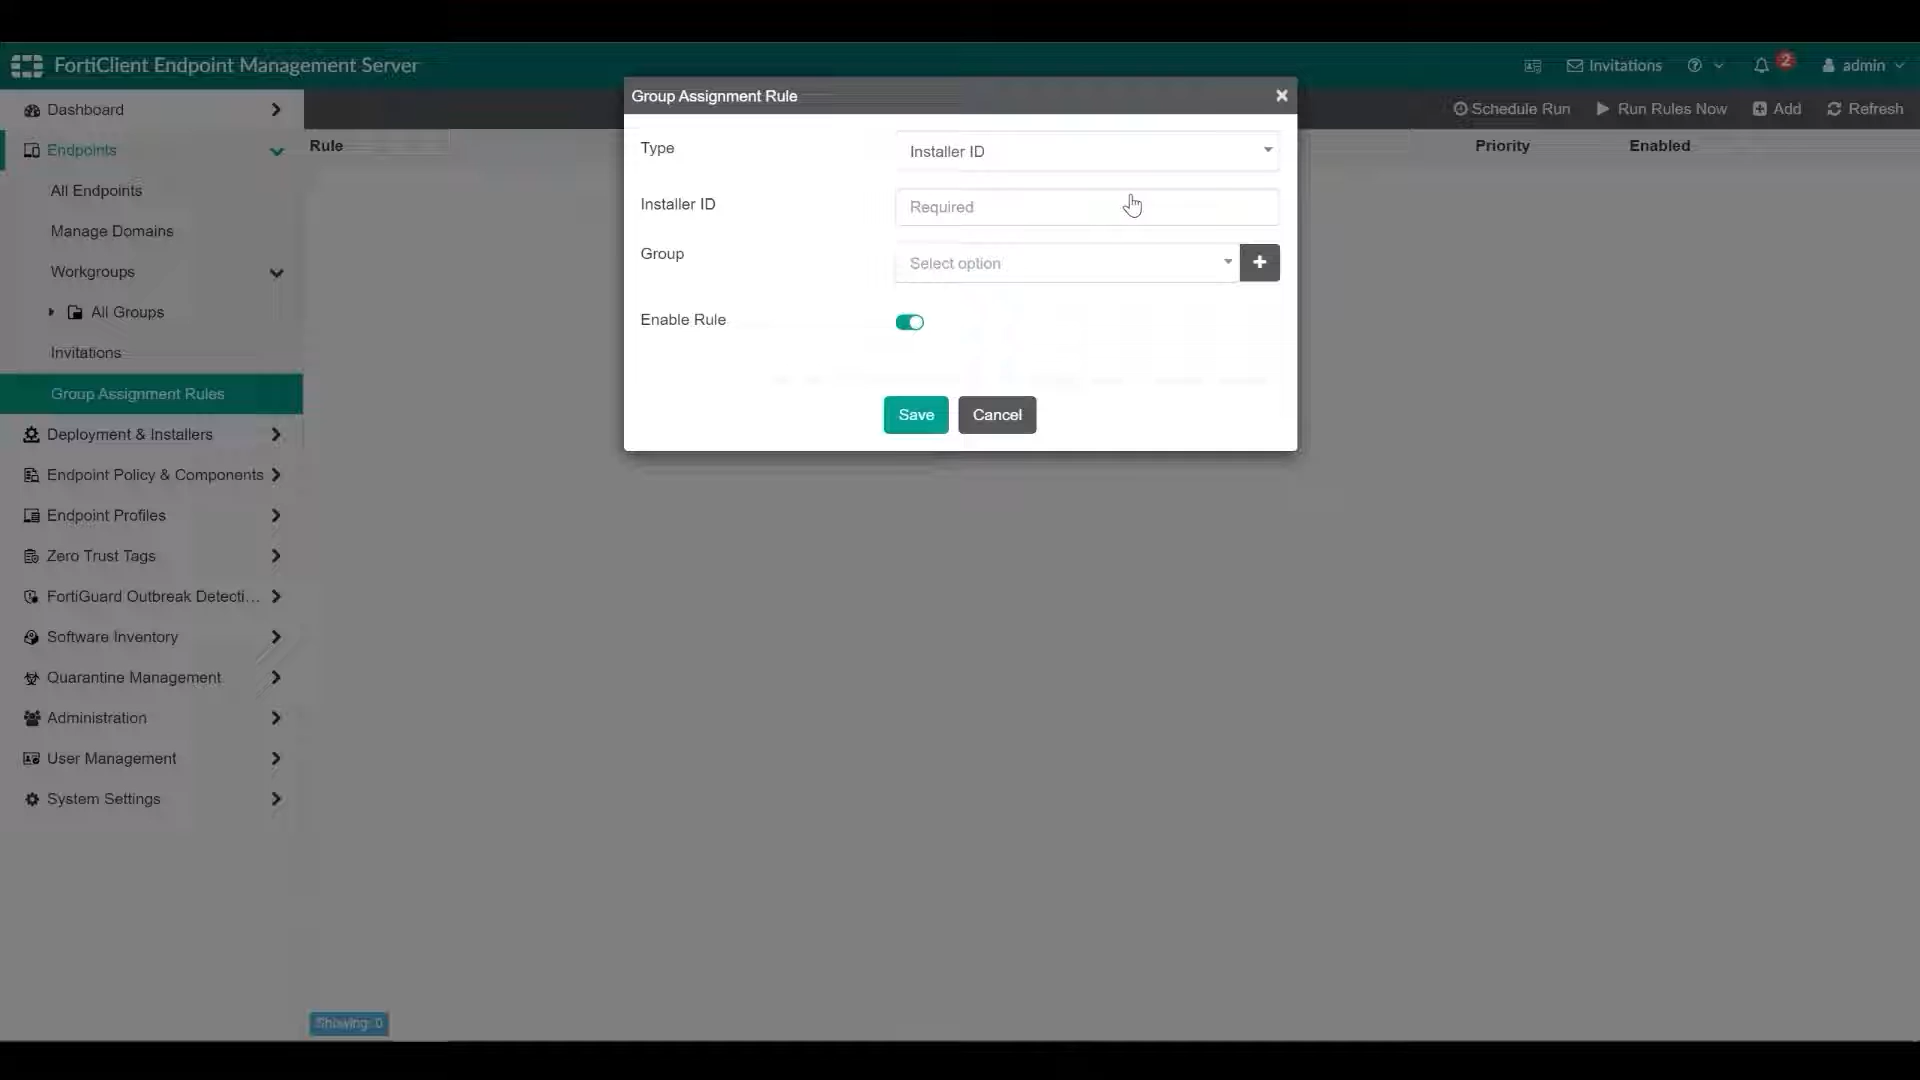 FortiClient Endpoint Management Server
Invitations
2
admin
Dashboard
Endpoints
All Endpoints
Manage Domains
Workgroups
All Groups
Invitations
Group Assignment Rules
Deployment & Installers
Endpoint Policy & Components
Endpoint Profiles
Zero Trust Tags
FortiGuard Outbreak Detecti...
Software Inventory
Quarantine Management
Administration
User Management
System Settings
Schedule Run
Run Rules Now
Add
Refresh
Rule
Priority
Enabled
Group Assignment Rule
Type
Installer ID
Installer ID
Required
Group
Select option
Enable Rule
Save
Cancel
Showing: 0